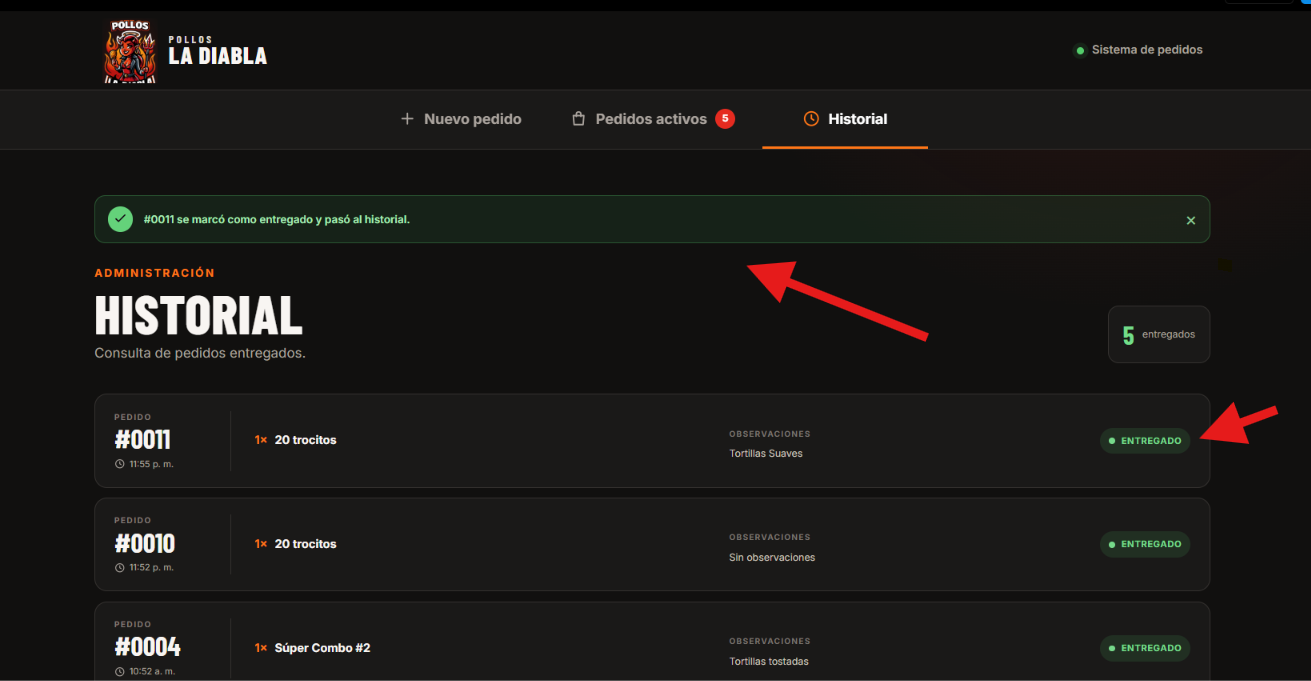 POLLOS
POLLOS
LA DIABLA
Sistema de pedidos
Nuevo pedido
Pedidos activos 5
Historial
#0011 se marcó como entregado y pasó al historial.
ADMINISTRACIÓN
HISTORIAL
Consulta de pedidos entregados.
5 entregados
PEDIDO
#0011
11:55 p. m.
1× 20 trocitos
OBSERVACIONES
Tortillas Suaves
ENTREGADO
PEDIDO
#0010
11:52 p. m.
1× 20 trocitos
OBSERVACIONES
Sin observaciones
ENTREGADO
PEDIDO
#0004
10:52 a. m.
1× Súper Combo #2
OBSERVACIONES
Tortillas tostadas
ENTREGADO